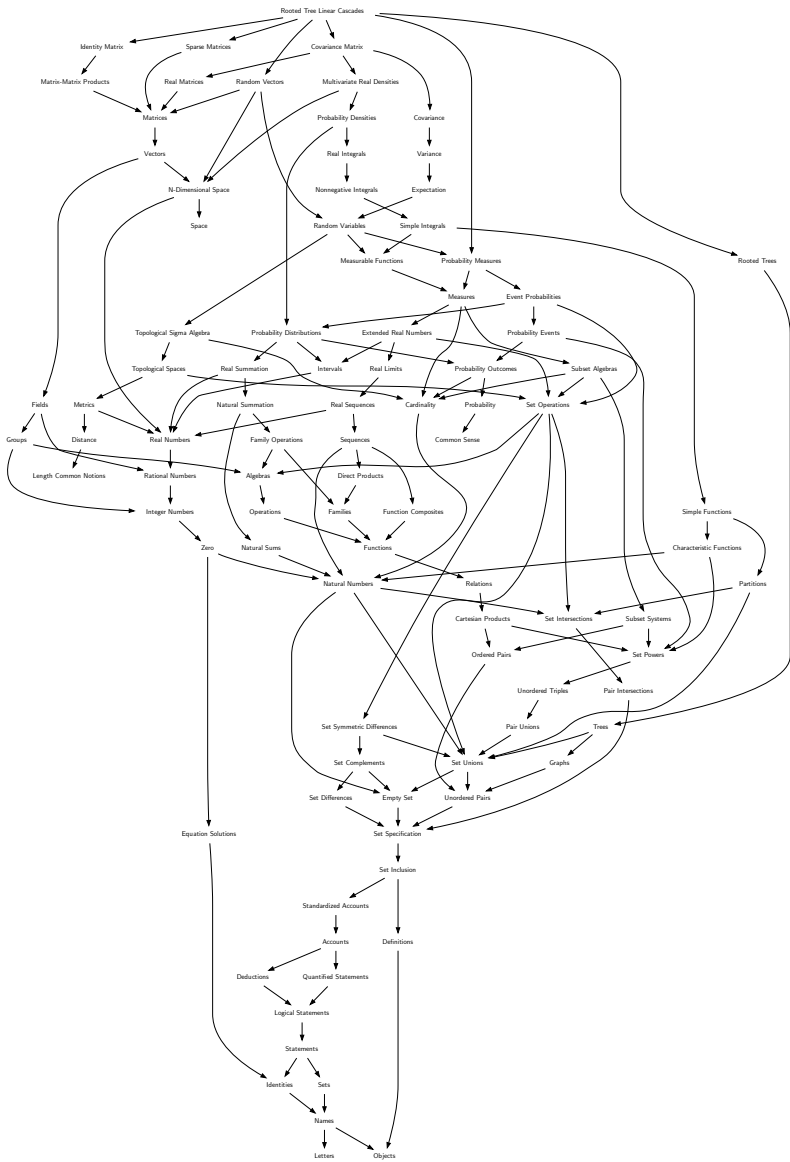 Rooted Tree Linear Cascades
Identity Matrix
Sparse Matrices
Covariance Matrix
Matrix-Matrix Products
Real Matrices
Random Vectors
Multivariate Real Densities
Matrices
Probability Densities
Covariance
Vectors
Real Integrals
Variance
N-Dimensional Space
Nonnegative Integrals
Expectation
Space
Random Variables
Simple Integrals
Measurable Functions
Probability Measures
Rooted Trees
Measures
Event Probabilities
Topological Sigma Algebra
Probability Distributions
Extended Real Numbers
Probability Events
Topological Spaces
Real Summation
Intervals
Real Limits
Probability Outcomes
Subset Algebras
Fields
Metrics
Natural Summation
Real Sequences
Cardinality
Probability
Set Operations
Groups
Distance
Real Numbers
Family Operations
Sequences
Common Sense
Length Common Notions
Rational Numbers
Algebras
Direct Products
Integer Numbers
Operations
Families
Function Composites
Simple Functions
Zero
Natural Sums
Functions
Characteristic Functions
Natural Numbers
Relations
Partitions
Cartesian Products
Set Intersections
Subset Systems
Ordered Pairs
Set Powers
Unordered Triples
Pair Intersections
Set Symmetric Differences
Pair Unions
Trees
Set Complements
Set Unions
Graphs
Set Differences
Empty Set
Unordered Pairs
Equation Solutions
Set Specification
Set Inclusion
Standardized Accounts
Accounts
Definitions
Deductions
Quantified Statements
Logical Statements
Statements
Identities
Sets
Names
Letters
Objects